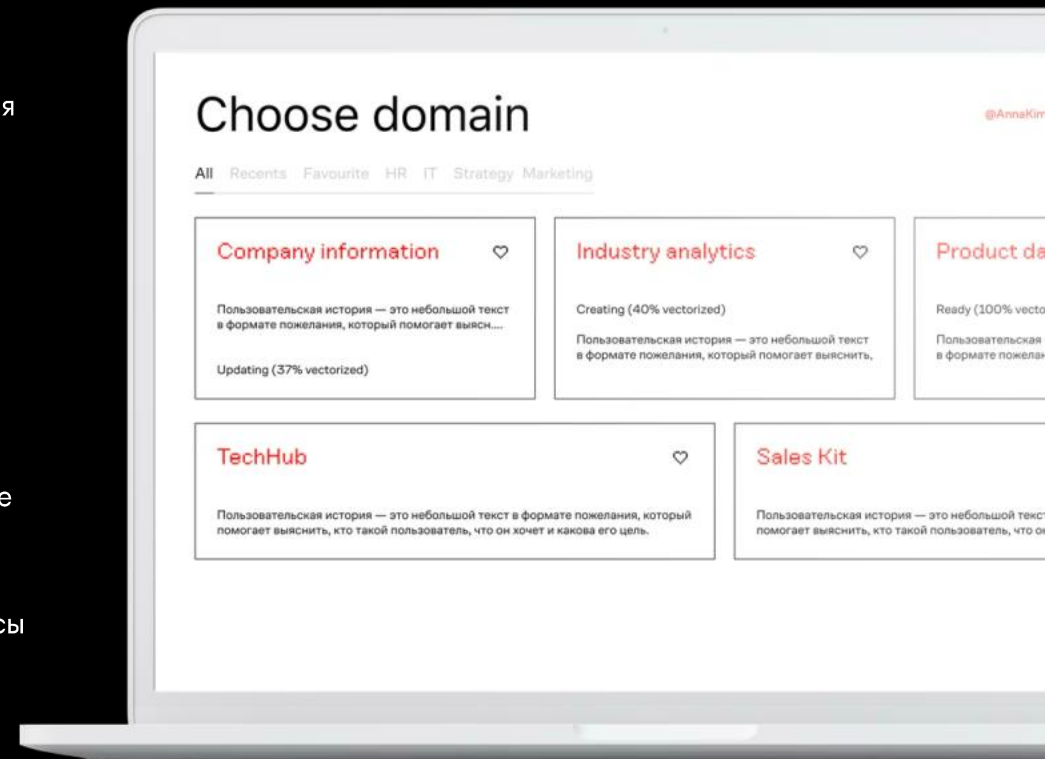 я
е
сы
Choose domain
@AnnaKim
All Recents Favourite HR IT Strategy Marketing
Company information
Пользовательская история — это небольшой текст
в формате пожелания, который помогает выясн....
Updating (37% vectorized)
Industry analytics
Creating (40% vectorized)
Пользовательская история — это небольшой текст
в формате пожелания, который помогает выяснить,
Product da
Ready (100% vecto
Пользовательская
в формате пожелан
TechHub
Пользовательская история — это небольшой текст в формате пожелания, который
помогает выяснить, кто такой пользователь, что он хочет и какова его цель.
Sales Kit
Пользовательская история — это небольшой текст
помогает выяснить, кто такой пользователь, что он